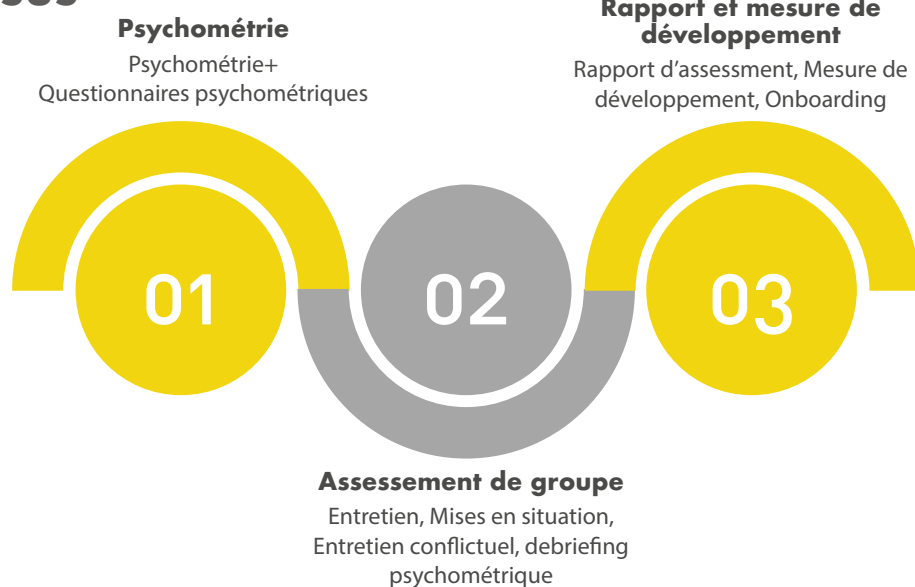 Psychométrie
Psychométrie+
Questionnaires psychométriques
01
02
Assessement de groupe
Entretien, Mises en situation,
Entretien conflictuel, debriefing
psychométrique
Rapport et mesure de
développement
Rapport d’assessment, Mesure de
développement, Onboarding
03